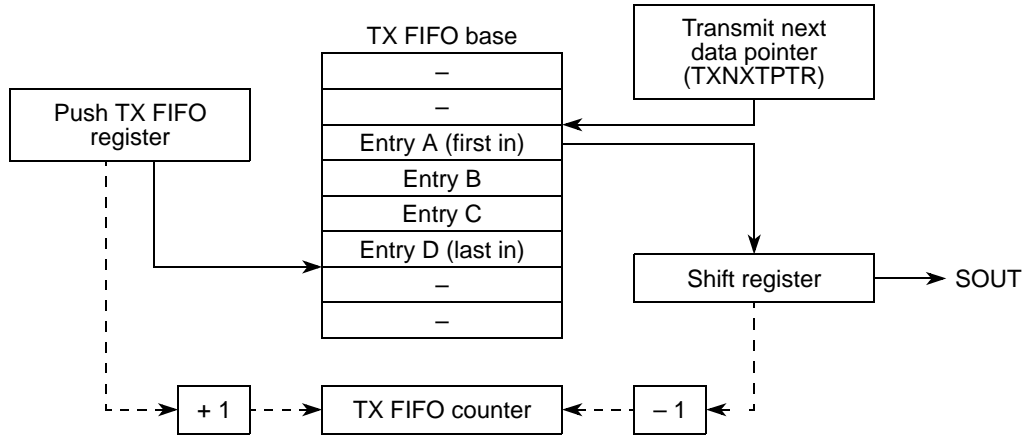 TX FIFO base
Transmit next
data pointer
(TXNXTPTR)
Push TX FIFO
register
–
–
Entry A (first in)
Entry B
Entry C
Entry D (last in)
–
–
Shift register
SOUT
+ 1
TX FIFO counter
– 1